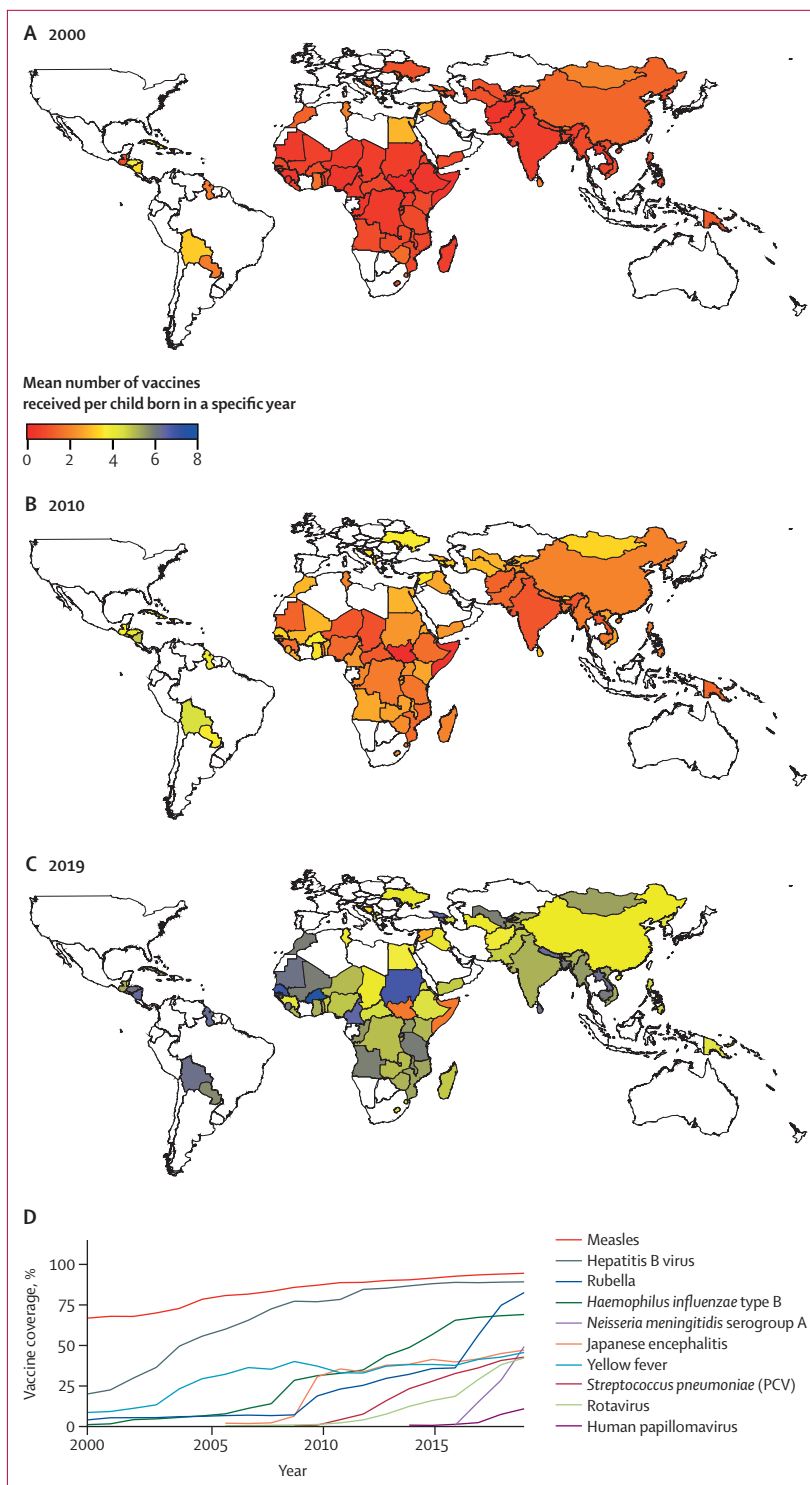 A 2000
Mean number of vaccines
received per child born in a specific year
0 2 4 6 8
B 2010
C 2019
D
100
75
50
25
0
Vaccine coverage, %
2000 2005 2010 2015
Year
Measles
Hepatitis B virus
Rubella
Haemophilus influenzae type B
Neisseria meningitidis serogroup A
Japanese encephalitis
Yellow fever
Streptococcus pneumoniae (PCV)
Rotavirus
Human papillomavirus